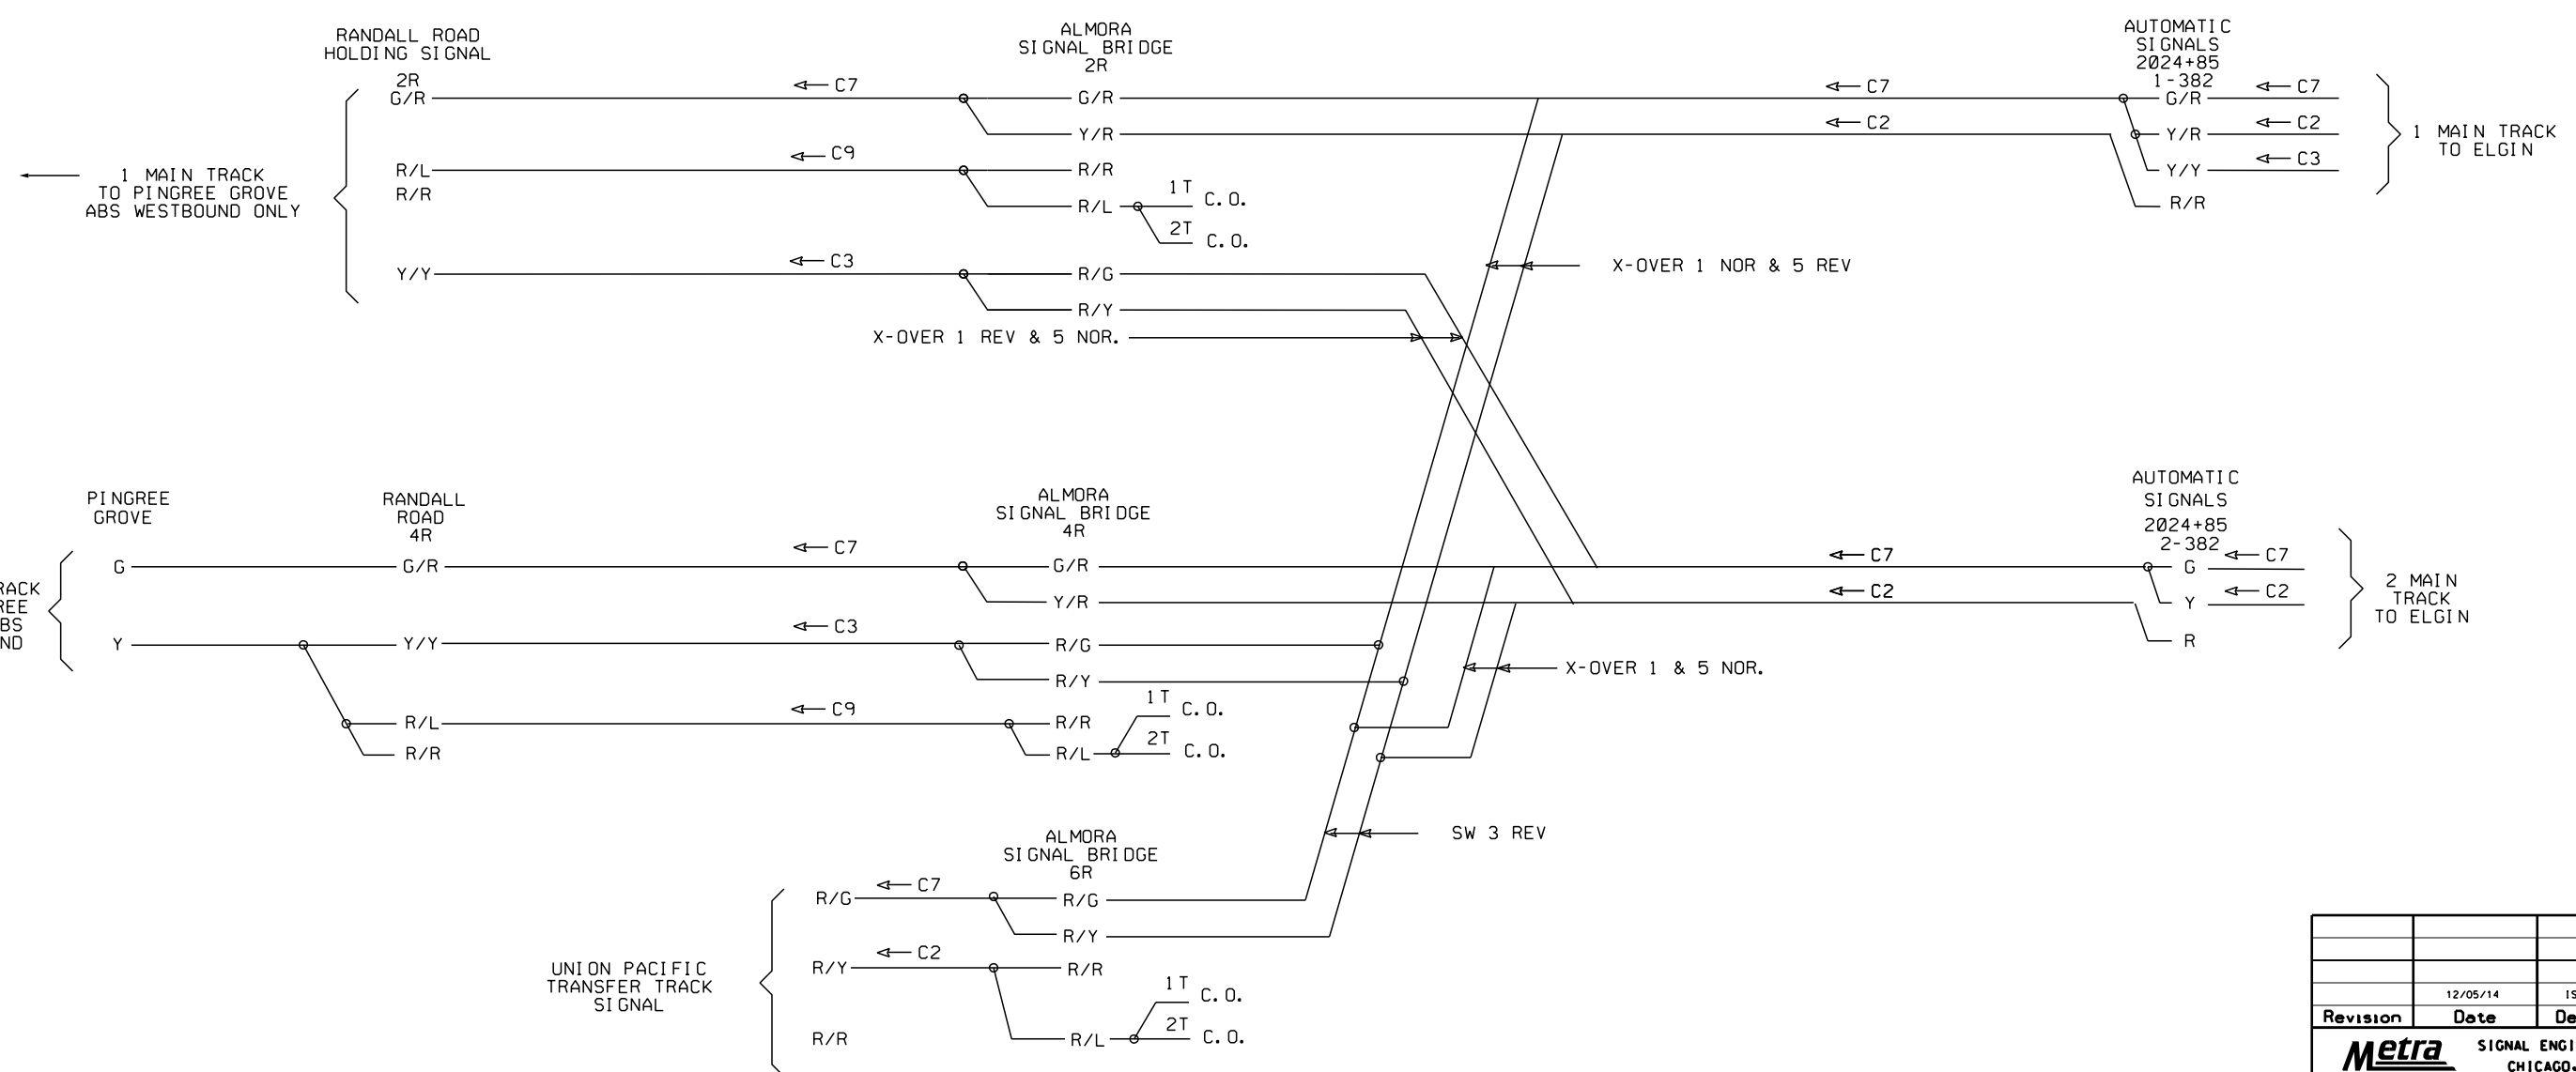 RANDALL ROAD
HOLDING SIGNAL
2R
G/R
R/L
R/R
Y/Y
1 MAIN TRACK
TO PINGREE GROVE
ABS WESTBOUND ONLY
C7
C9
C3
ALMORA
SIGNAL BRIDGE
2R
G/R
Y/R
R/R
R/L
1T C.O.
2T C.O.
R/G
R/Y
X-OVER 1 REV & 5 NOR.
X-OVER 1 NOR & 5 REV
C7
C2
AUTOMATIC
SIGNALS
2024+85
1-382
G/R
Y/R
Y/Y
R/R
C7
C2
C3
1 MAIN TRACK
TO ELGIN
PINGREE
GROVE
G
Y
RANDALL
ROAD
4R
G/R
Y/Y
R/L
R/R
C7
C3
C9
ALMORA
SIGNAL BRIDGE
4R
G/R
Y/R
R/G
R/Y
R/R
R/L
1T C.O.
2T C.O.
C7
C2
X-OVER 1 & 5 NOR.
AUTOMATIC
SIGNALS
2024+85
2-382
G
Y
R
C7
C2
2 MAIN
TRACK
TO ELGIN
SW 3 REV
ALMORA
SIGNAL BRIDGE
6R
R/G
R/Y
R/R
R/L
1T C.O.
2T C.O.
C7
C2
R/G
R/Y
R/R
UNION PACIFIC
TRANSFER TRACK
SIGNAL
12/05/14
Revision Date
Metra
SIGNAL
CHICAGO